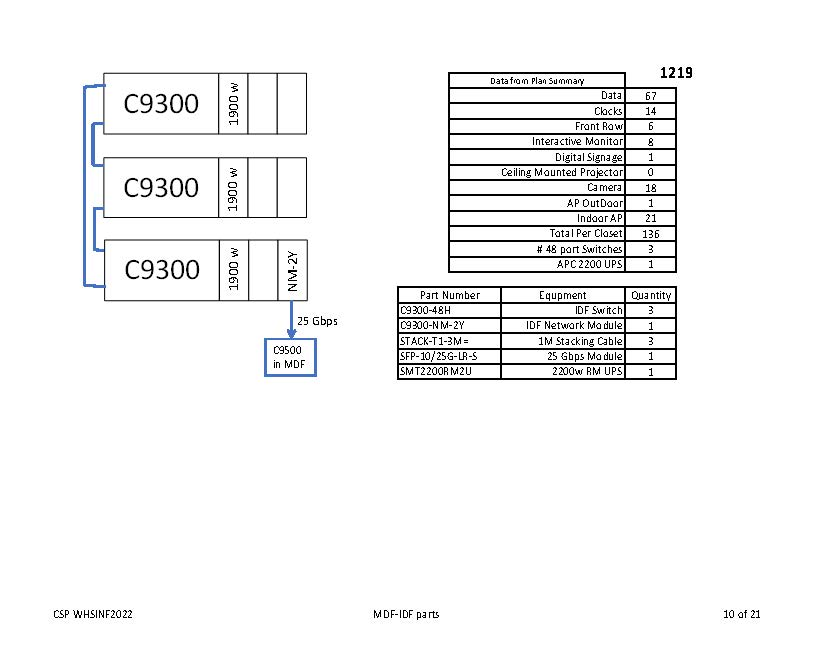 C9300
1900 w
C9300
1900 w
C9300
1900 w
NM-2Y
25 Gbps
C9500
in MDF
1219
Data from Plan Summary
Data 67
Clocks 14
Front Row 6
Interactive Monitor 8
Digital Signage 1
Ceiling Mounted Projector 0
Camera 18
AP OutDoor 1
Indoor AP 21
Total Per Closet 136
# 48 port Switches 3
APC 2200 UPS 1
Part Number Equpment Quantity
C9300-48H IDF Switch 3
C9300-NM-2Y IDF Network Module 1
STACK-T1-3M= 1M Stacking Cable 3
SFP-10/25G-LR-S 25 Gbps Module 1
SMT2200RM2U 2200w RM UPS 1
CSP WHSINF2022 MDF-IDF parts 10 of 21